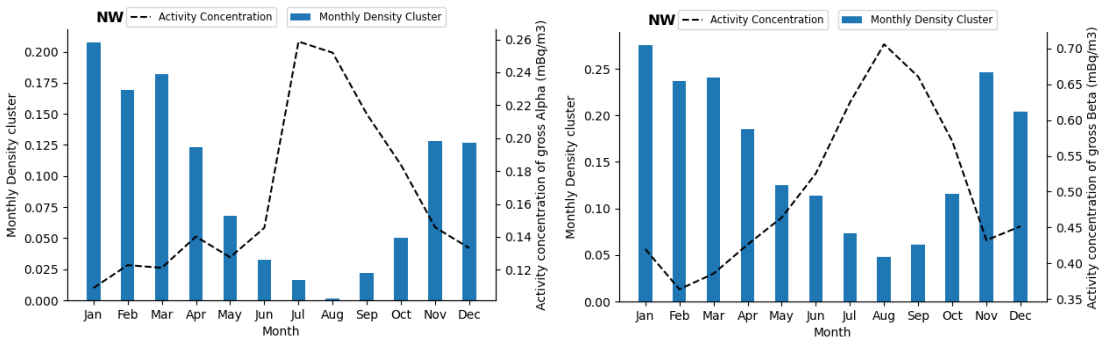 NW
Activity Concentration
Monthly Density Cluster
0.200
0.175
0.150
0.125
0.100
0.075
0.050
0.025
0.000
Monthly Density cluster
0.26
0.24
0.22
0.20
0.18
0.16
0.14
0.12
Activity concentration of gross Alpha (mBq/m3)
Jan Feb Mar Apr May Jun Jul Aug Sep Oct Nov Dec
Month
NW
Activity Concentration
Monthly Density Cluster
0.25
0.20
0.15
0.10
0.05
0.00
Monthly Density cluster
0.70
0.65
0.60
0.55
0.50
0.45
0.40
0.35
Activity concentration of gross Beta (mBq/m3)
Jan Feb Mar Apr May Jun Jul Aug Sep Oct Nov Dec
Month